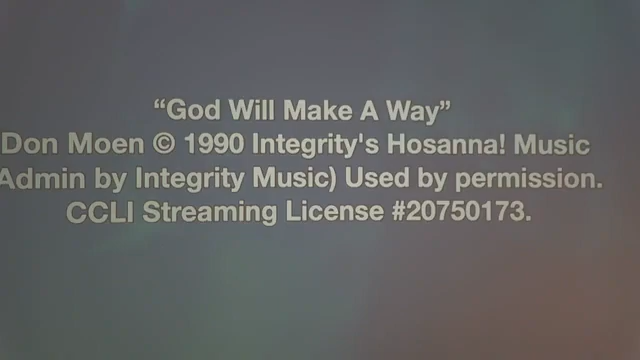 “God Will Make A Way”
Don Moen © 1990 Integrity's Hosanna! Music
Admin by Integrity Music) Used by permission.
CCLI Streaming License #20750173.